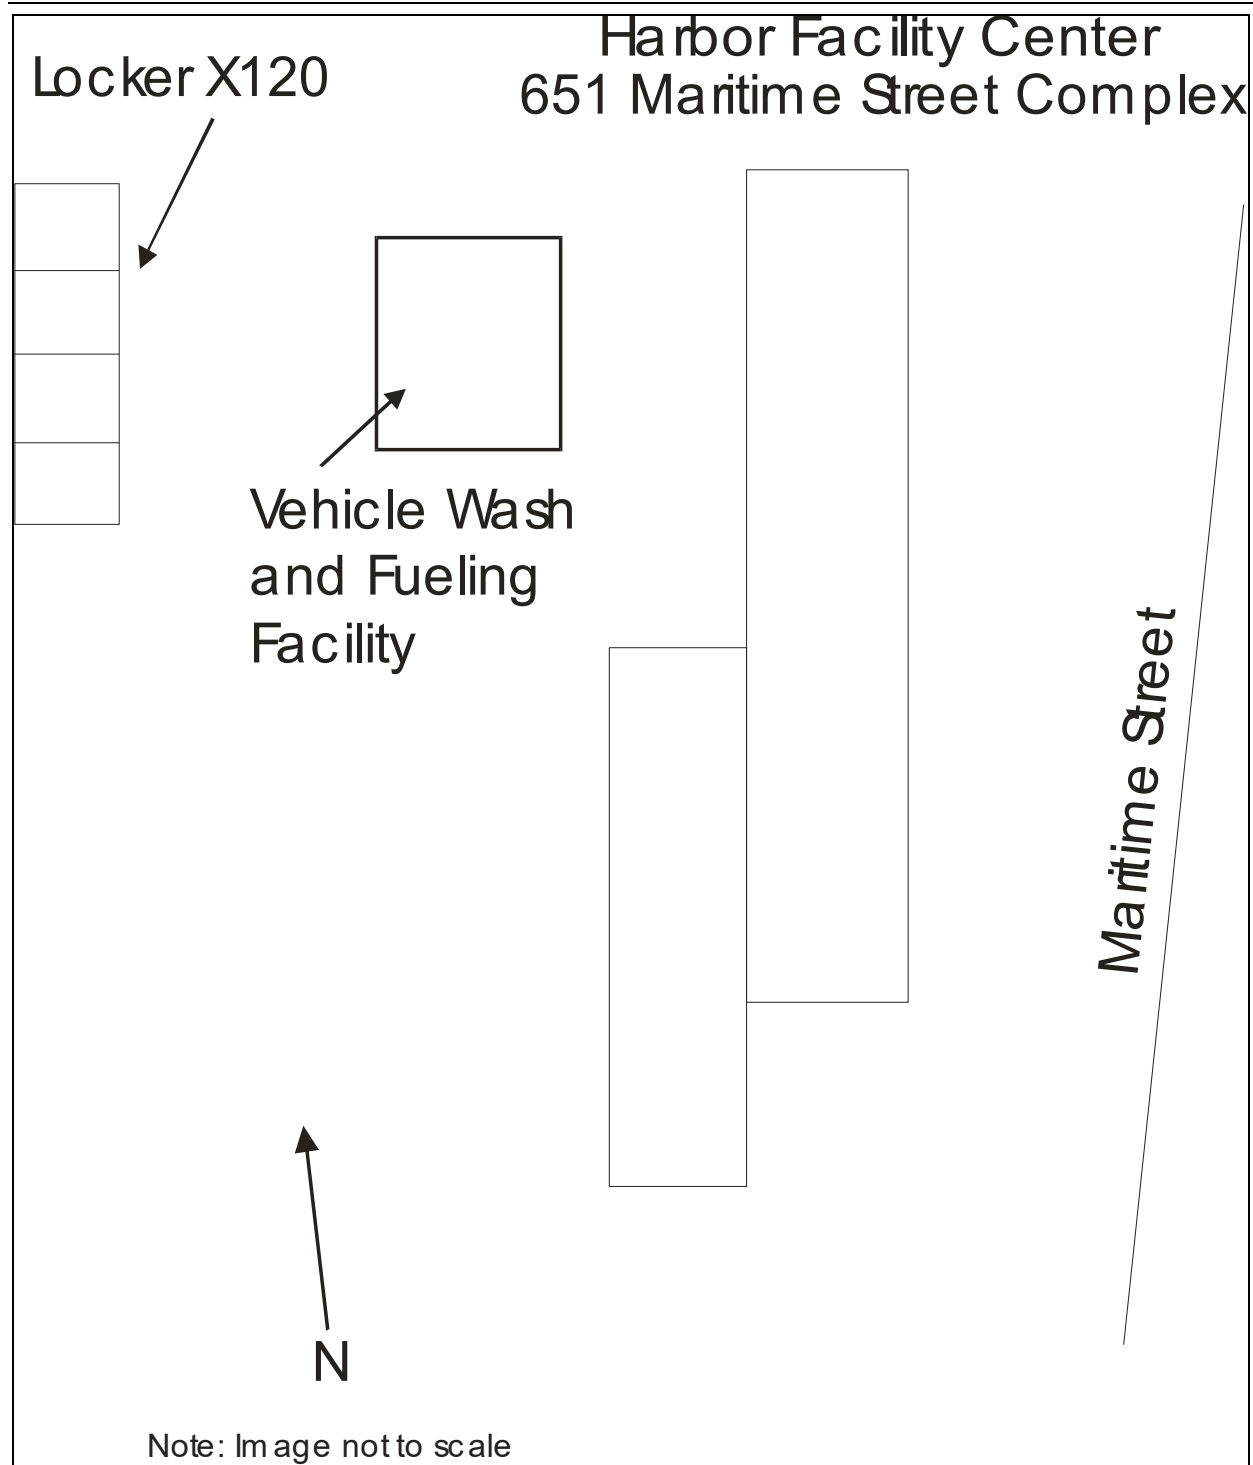 Harbor Facility Center
651 Maritime Street Complex
Locker X120
Vehicle Wash
and Fueling
Facility
Maritime Street
N
Note: Image not to scale